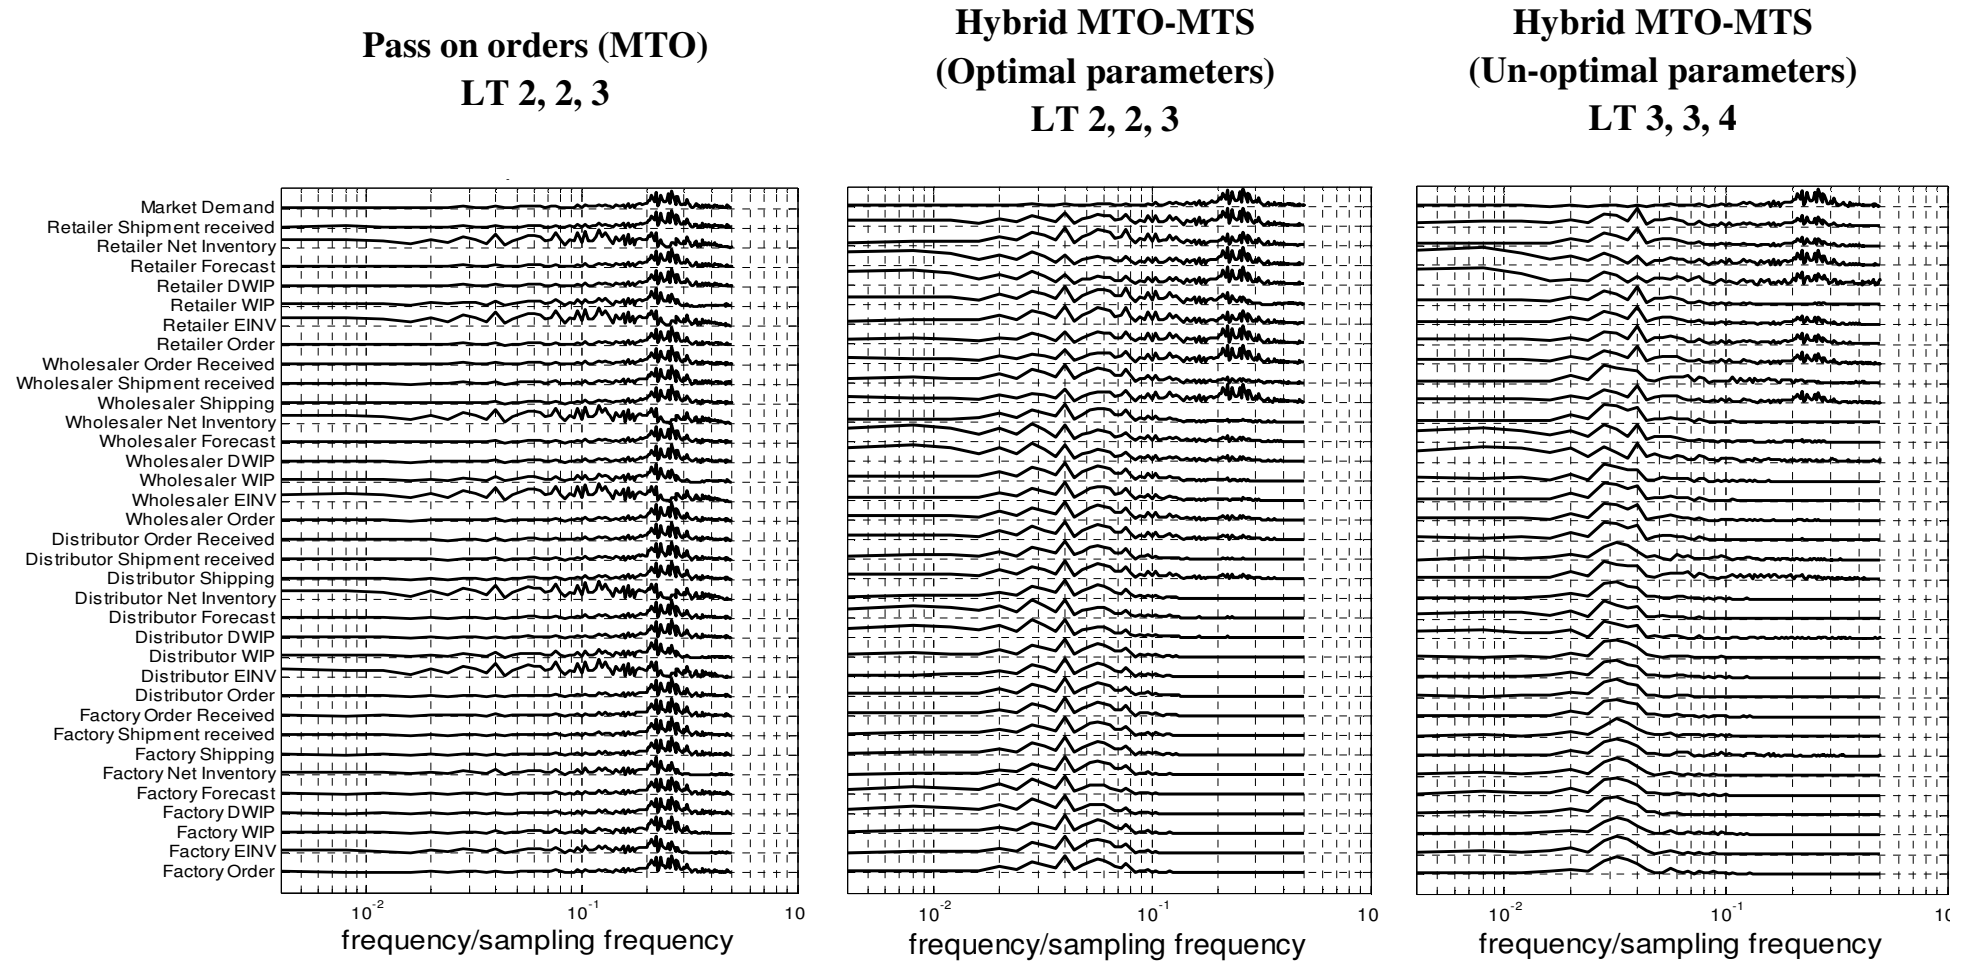 Pass on orders (MTO)
LT 2, 2, 3
Hybrid MTO-MTS
(Optimal parameters)
LT 2, 2, 3
Hybrid MTO-MTS
(Un-optimal parameters)
LT 3, 3, 4
Market Demand
Retailer Shipment received
Retailer Net Inventory
Retailer Forecast
Retailer DWIP
Retailer WIP
Retailer EINV
Retailer Order
Wholesaler Order Received
Wholesaler Shipment received
Wholesaler Shipping
Wholesaler Net Inventory
Wholesaler Forecast
Wholesaler DWIP
Wholesaler WIP
Wholesaler EINV
Wholesaler Order
Distributor Order Received
Distributor Shipment received
Distributor Shipping
Distributor Net Inventory
Distributor Forecast
Distributor DWIP
Distributor WIP
Distributor EINV
Distributor Order
Factory Order Received
Factory Shipment received
Factory Shipping
Factory Net Inventory
Factory Forecast
Factory DWIP
Factory WIP
Factory EINV
Factory Order
10-2 10-1 10
frequency/sampling frequency
10-2 10-1 10
frequency/sampling frequency
10-2 10-1
frequency/sampling frequency